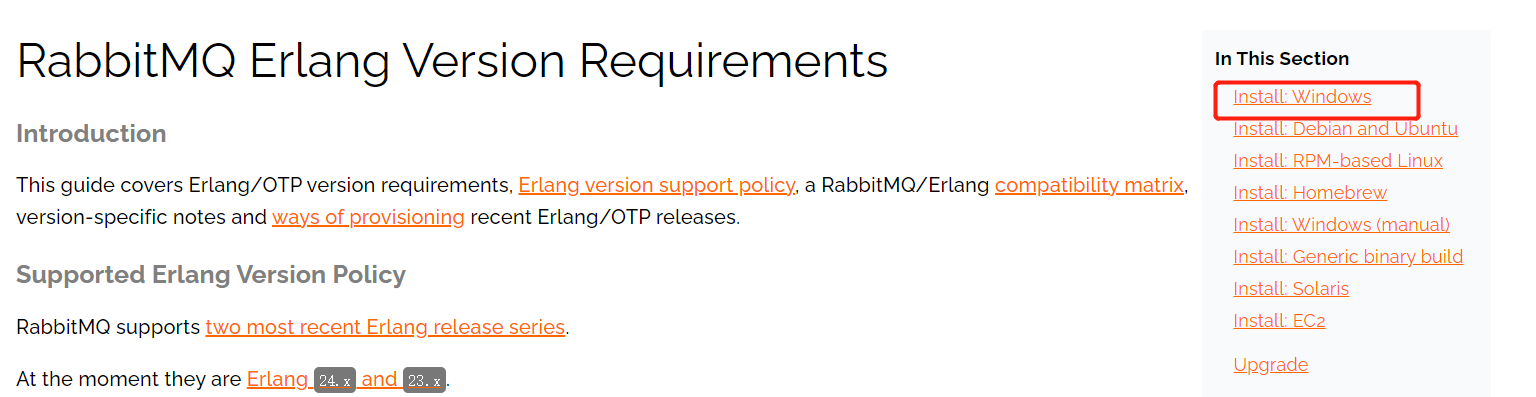 RabbitMQ Erlang Version Requirements
Introduction
This guide covers Erlang/OTP version requirements, Erlang version support policy, a RabbitMQ/Erlang compatibility matrix,
version-specific notes and ways of provisioning recent Erlang/OTP releases.
Supported Erlang Version Policy
RabbitMQ supports two most recent Erlang release series.
At the moment they are Erlang 24.x and 23.x.
In This Section
Install: Windows
Install: Debian and Ubuntu
Install: RPM-based Linux
Install: Homebrew
Install: Windows (manual)
Install: Generic binary build
Install: Solaris
Install: EC2
Upgrade